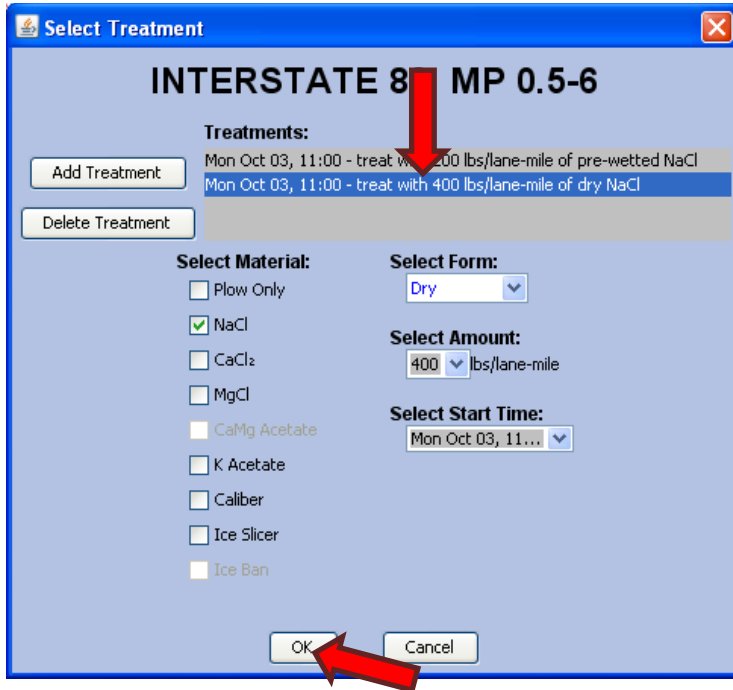 Select Treatment
INTERSTATE 8 MP 0.5-6
Treatments:
Add Treatment
Mon Oct 03, 11:00 - treat 200 lbs/lane-mile of pre-wetted NaCl
Mon Oct 03, 11:00 - treat with 400 lbs/lane-mile of dry NaCl
Delete Treatment
Select Material:
Plow Only
NaCl
CaCl₂
MgCl
CaMg Acetate
K Acetate
Caliber
Ice Slicer
Ice Ban
Select Form:
Dry
Select Amount:
400 lbs/lane-mile
Select Start Time:
Mon Oct 03, 11...
OK
Cancel